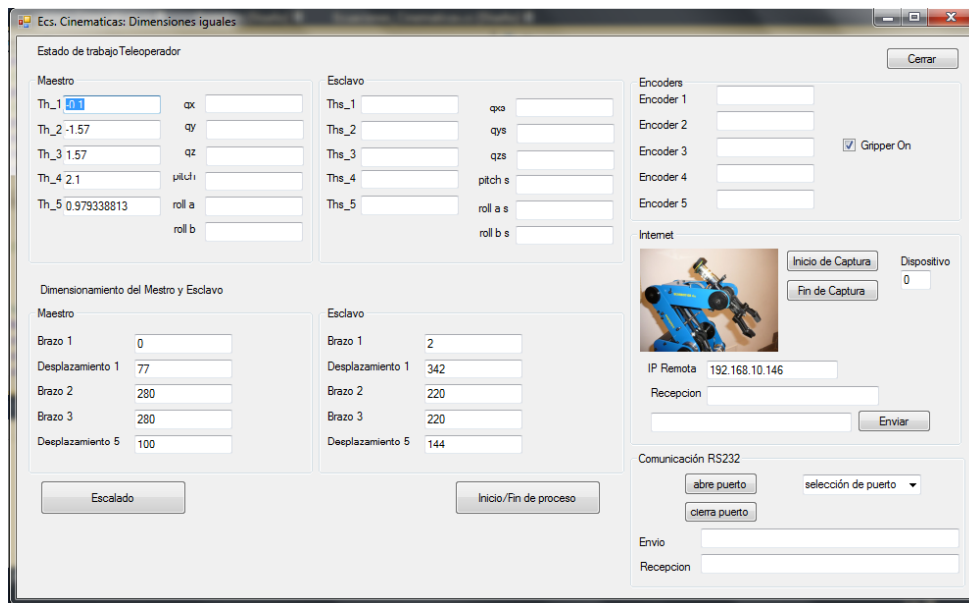 Ecs. Cinematicas: Dimensiones iguales
Estado de trabajo Teleoperador
Cerrar
Maestro
Th_1 -0.1
qx
Th_2 -1.57
qy
Th_3 1.57
qz
Th_4 2.1
pitch
Th_5 0.979338813
roll a
roll b
Esclavo
Ths_1
qxs
Ths_2
qys
Ths_3
qzs
Ths_4
pitch s
Ths_5
roll a s
roll b s
Encoders
Encoder 1
Encoder 2
Encoder 3
Encoder 4
Encoder 5
Gripper On
Internet
Inicio de Captura
Fin de Captura
Dispositivo
0
IP Remota 192.168.10.146
Recepcion
Enviar
Dimensionamiento del Mestro y Esclavo
Maestro
Brazo 1 0
Desplazamiento 1 77
Brazo 2 280
Brazo 3 280
Desplazamiento 5 100
Esclavo
Brazo 1 2
Desplazamiento 1 342
Brazo 2 220
Brazo 3 220
Desplazamiento 5 144
Escalado
Inicio/Fin de proceso
Comunicación RS232
abre puerto
selección de puerto
cierra puerto
Envio
Recepcion